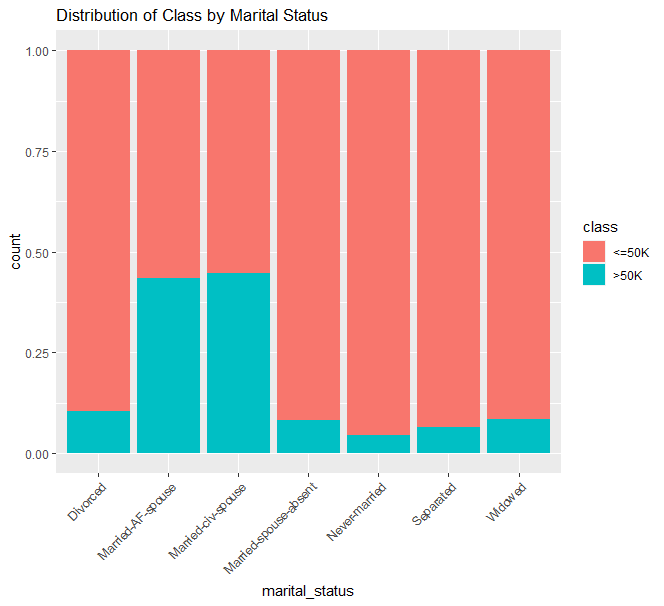 Distribution of Class by Marital Status
1.00
0.75
0.50
0.25
0.00
count
Divorced
Married-AF-spouse
Married-civ-spouse
Married-spouse-absent
Never-married
Separated
Widowed
marital_status
class
<=50K
>50K